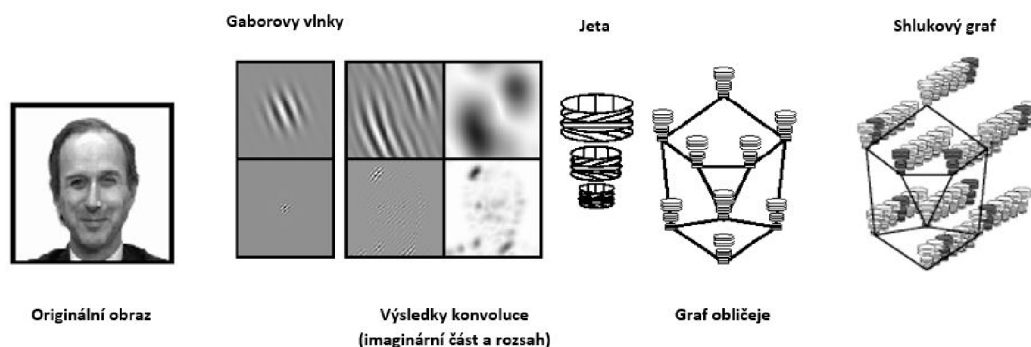 Gaborovy vlnky
Jeta
Shlukový graf
Originální obraz
Výsledky konvoluce
(imaginární část a rozsah)
Graf obličeje